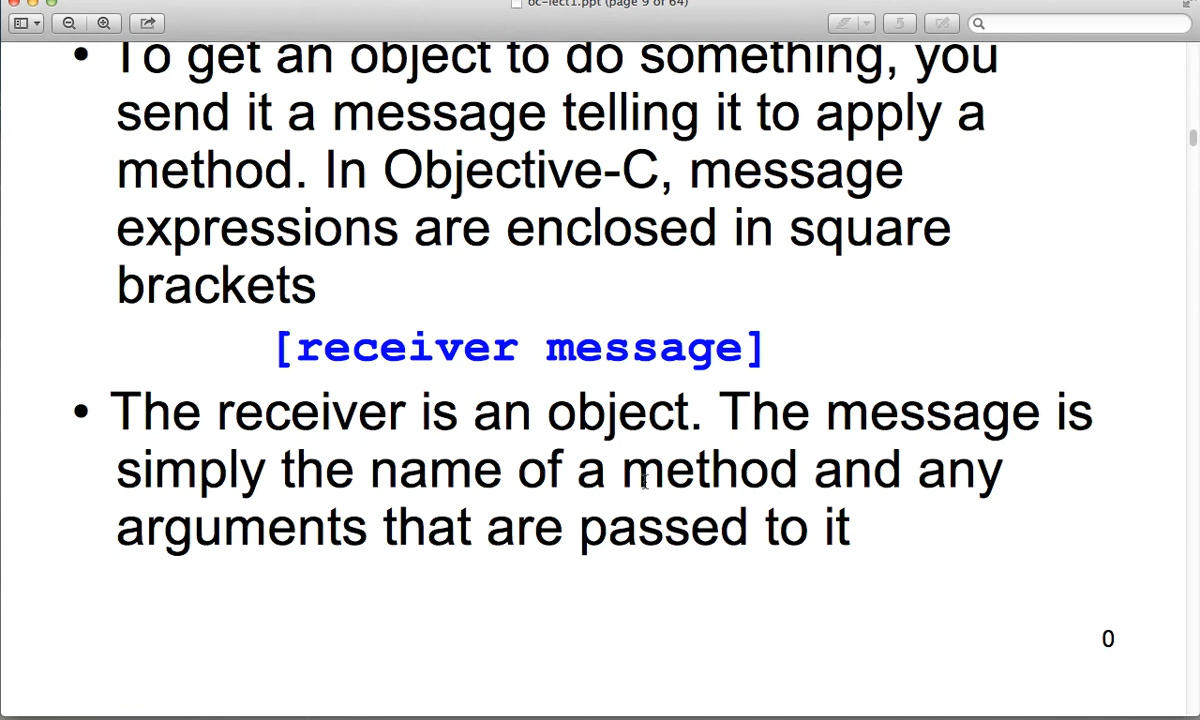 oc-lect1.ppt (page 9 of 64)
• To get an object to do something, you
send it a message telling it to apply a
method. In Objective-C, message
expressions are enclosed in square
brackets
[receiver message]
• The receiver is an object. The message is
simply the name of a method and any
arguments that are passed to it
0